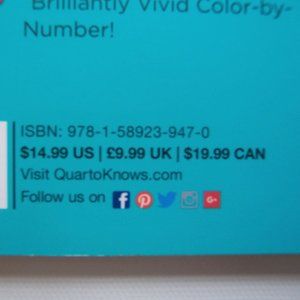 "Brilliantly Vivid Color-by-
Number!
ISBN: 978-1-58923-947-0
$14.99 US | £9.99 UK | $19.99 CAN
Visit QuartoKnows.com
Follow us on